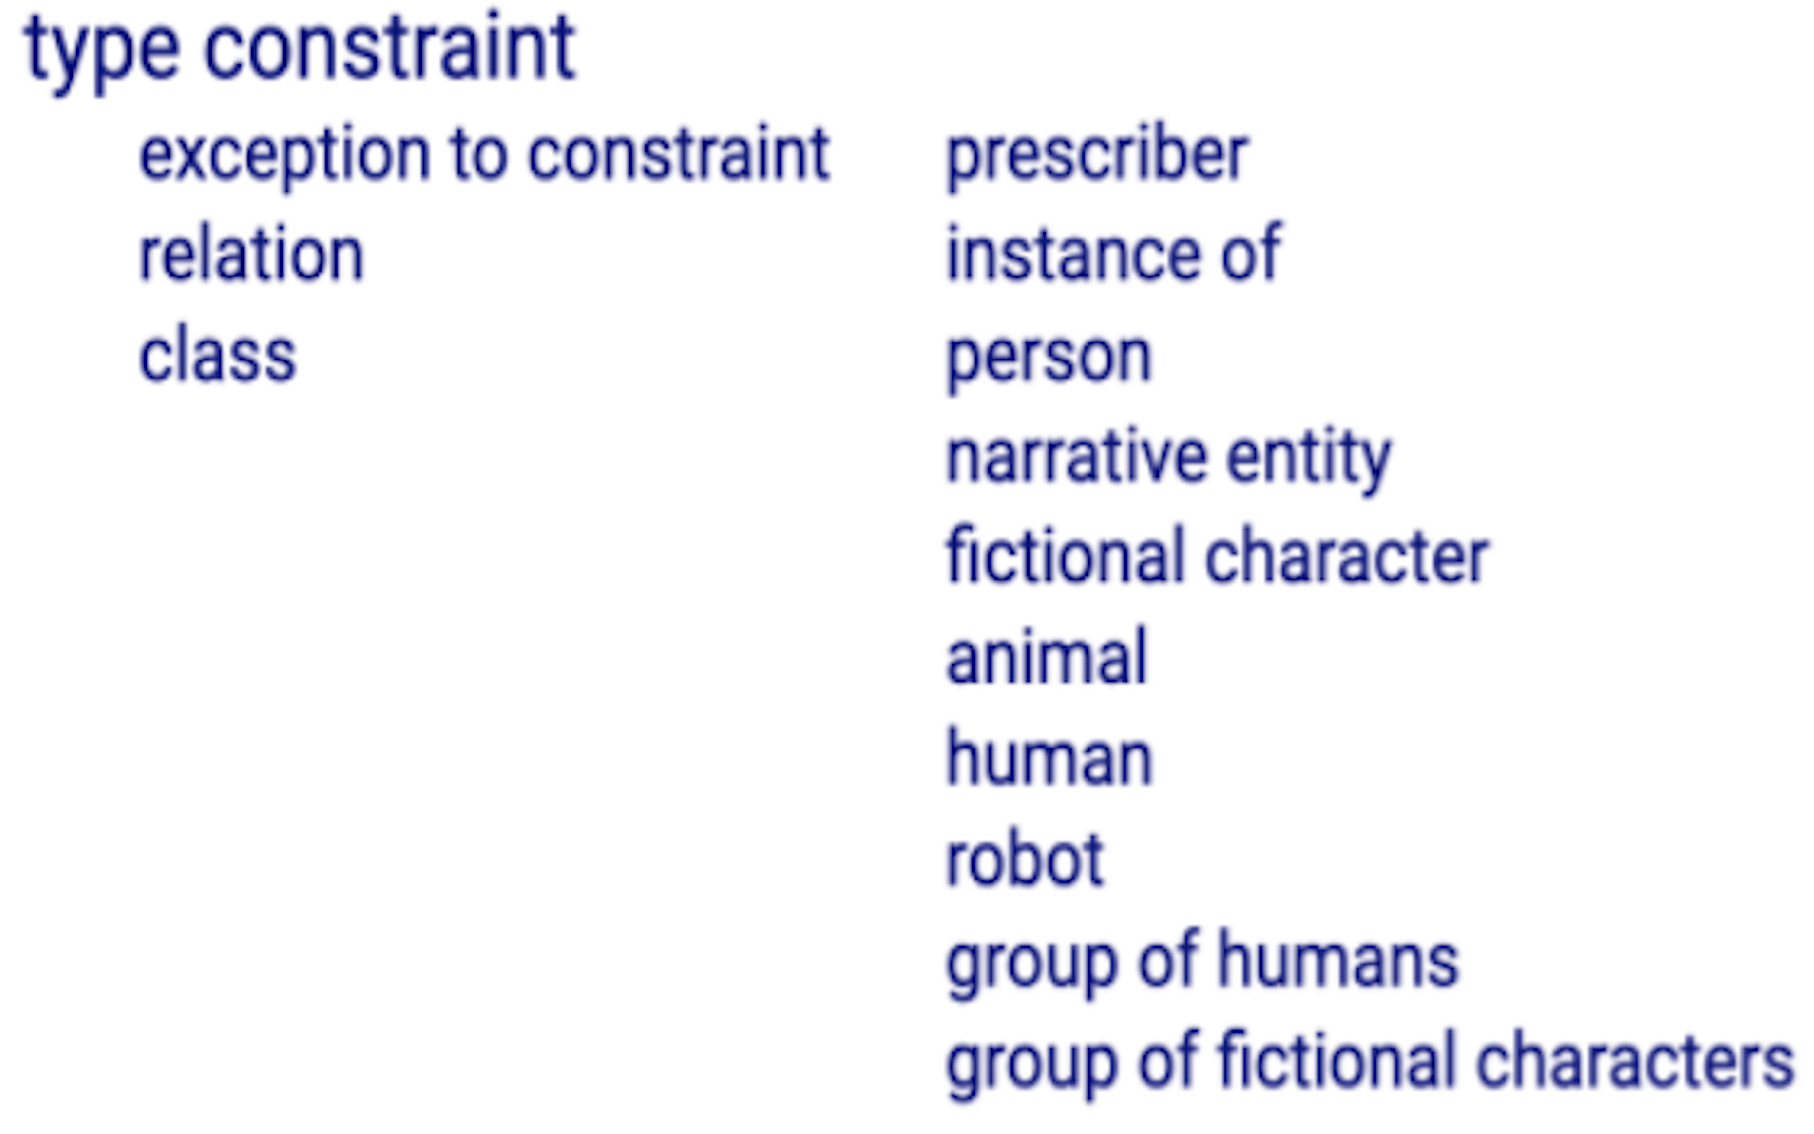 type constraint
exception to constraint prescriber
relation instance of
class person
narrative entity
fictional character
animal
human
robot
group of humans
group of fictional characters